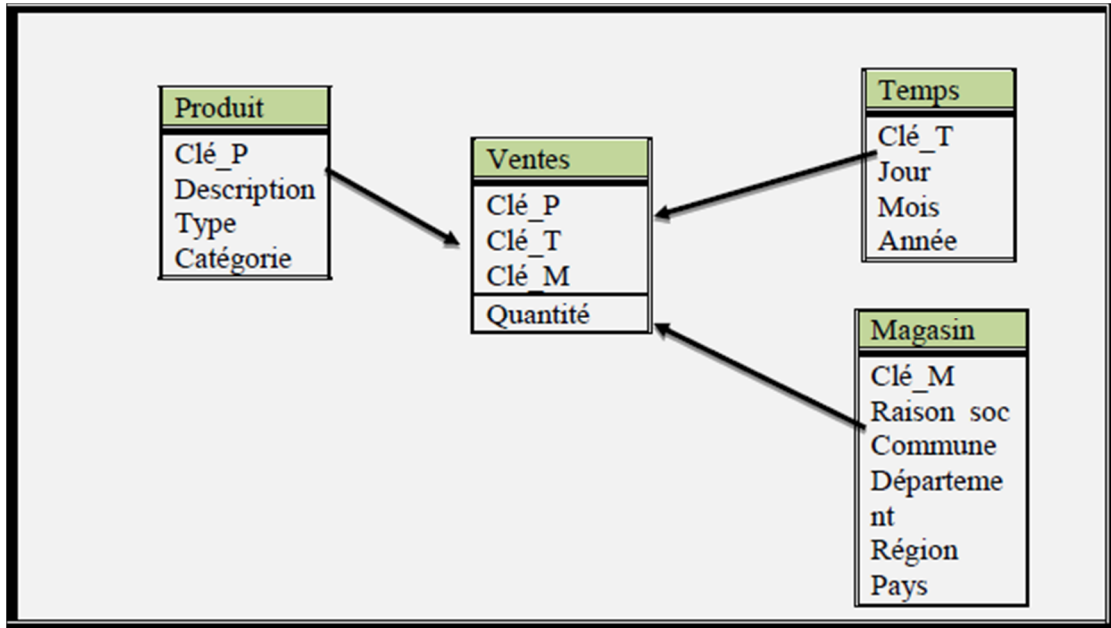 Produit
Clé_P
Description
Type
Catégorie
Ventes
Clé_P
Clé_T
Clé_M
Quantité
Temps
Clé_T
Jour
Mois
Année
Magasin
Clé_M
Raison soc
Commune
Départeme
nt
Région
Pays